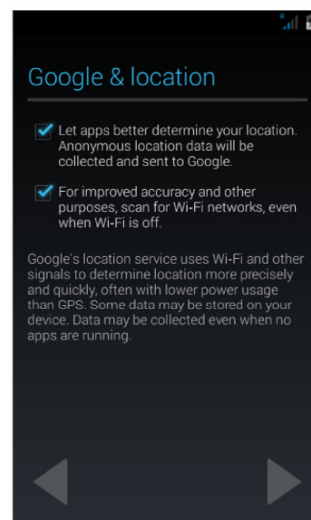 Google & location
Let apps better determine your location.
Anonymous location data will be
collected and sent to Google.
For improved accuracy and other
purposes, scan for Wi-Fi networks, even
when Wi-Fi is off.
Google's location service uses Wi-Fi and other
signals to determine location more precisely
and quickly, often with lower power usage
than GPS. Some data may be stored on your
device. Data may be collected even when no
apps are running.